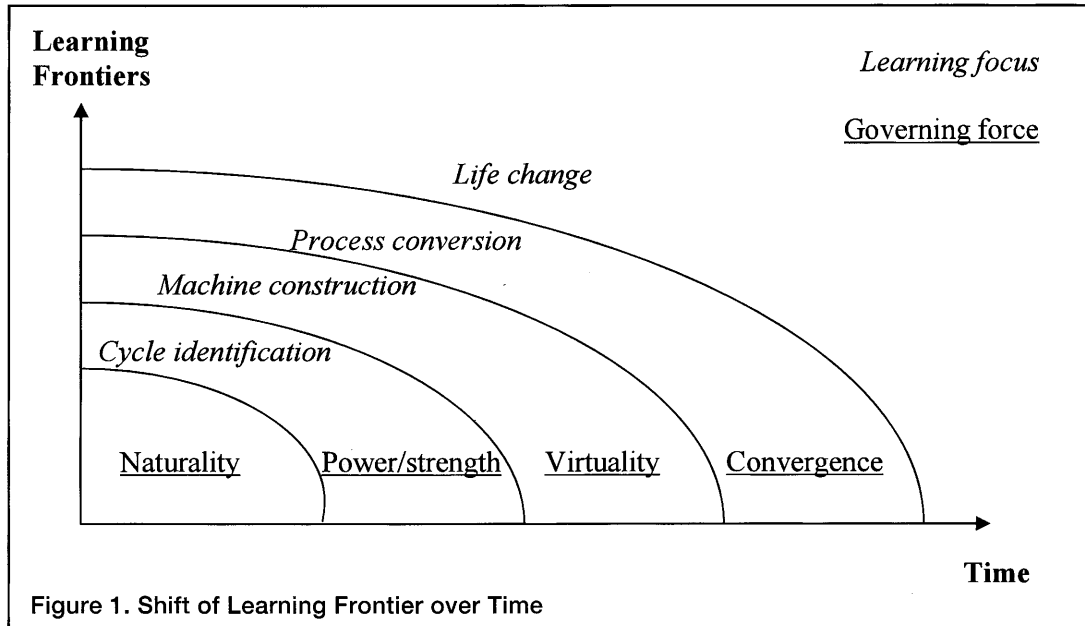 Learning
Frontiers
Learning focus
Governing force
Life change
Process conversion
Machine construction
Cycle identification
Naturality
Power/strength
Virtuality
Convergence
Time
Figure 1. Shift of Learning Frontier over Time